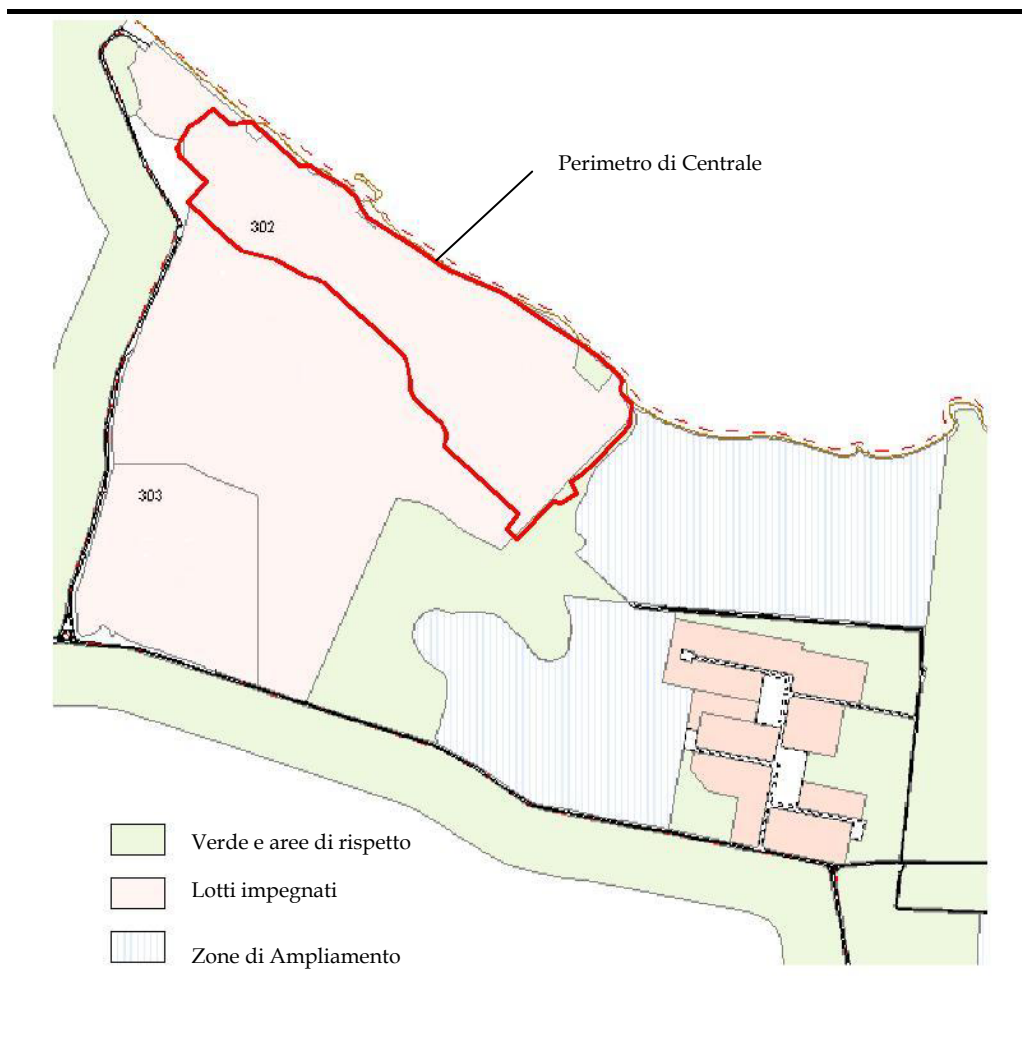 Perimetro di Centrale
302
303
Verde e aree di rispetto
Lotti impegnati
Zone di Ampliamento